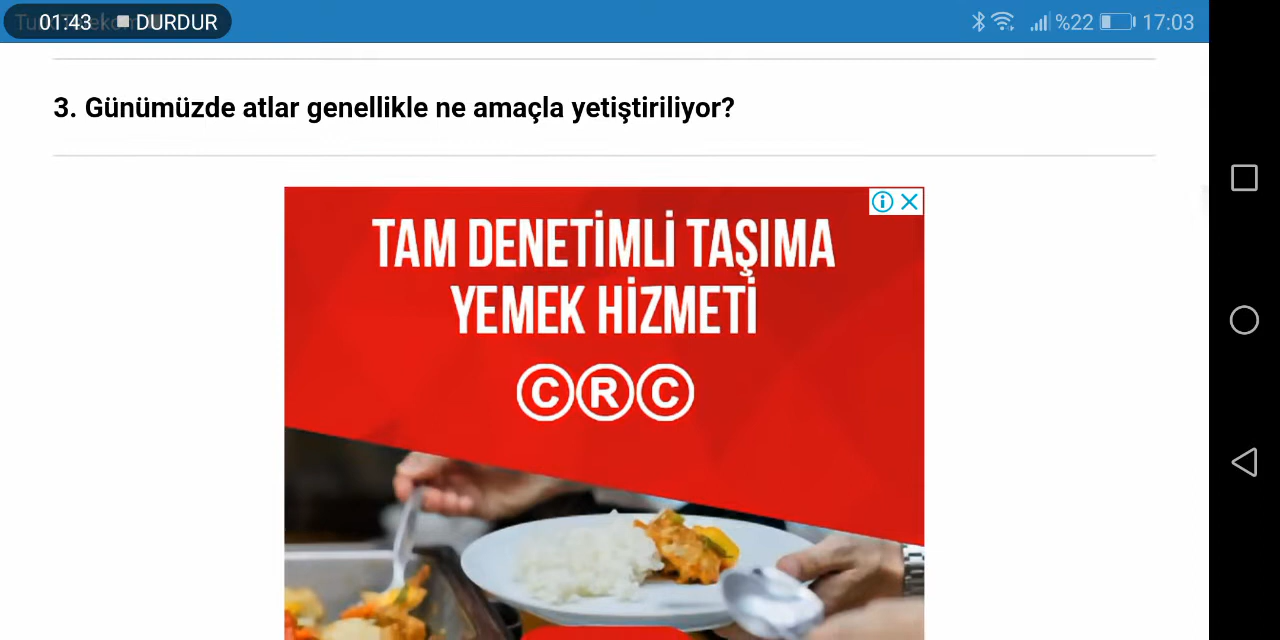 01:43 DURDUR
%22 17:03
3. Günümüzde atlar genellikle ne amaçla yetiştiriliyor?
TAM DENETİMLİ TAŞIMA
YEMEK HİZMETİ
CRC